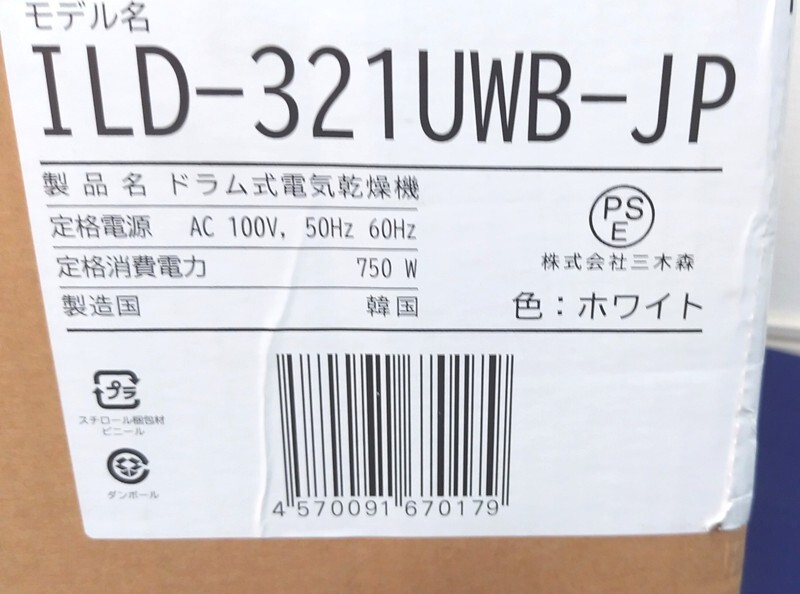 モデル名
ILD-321UWB-JP
製品名 ドラム式電気乾燥機
定格電源 AC 100V, 50Hz 60Hz
定格消費電力 750 W
製造国 韓国
PS
E
株式会社三木森
色：ホワイト
プラ
スチロール梱包材
ビニール
ダンボール
4 570091 670179